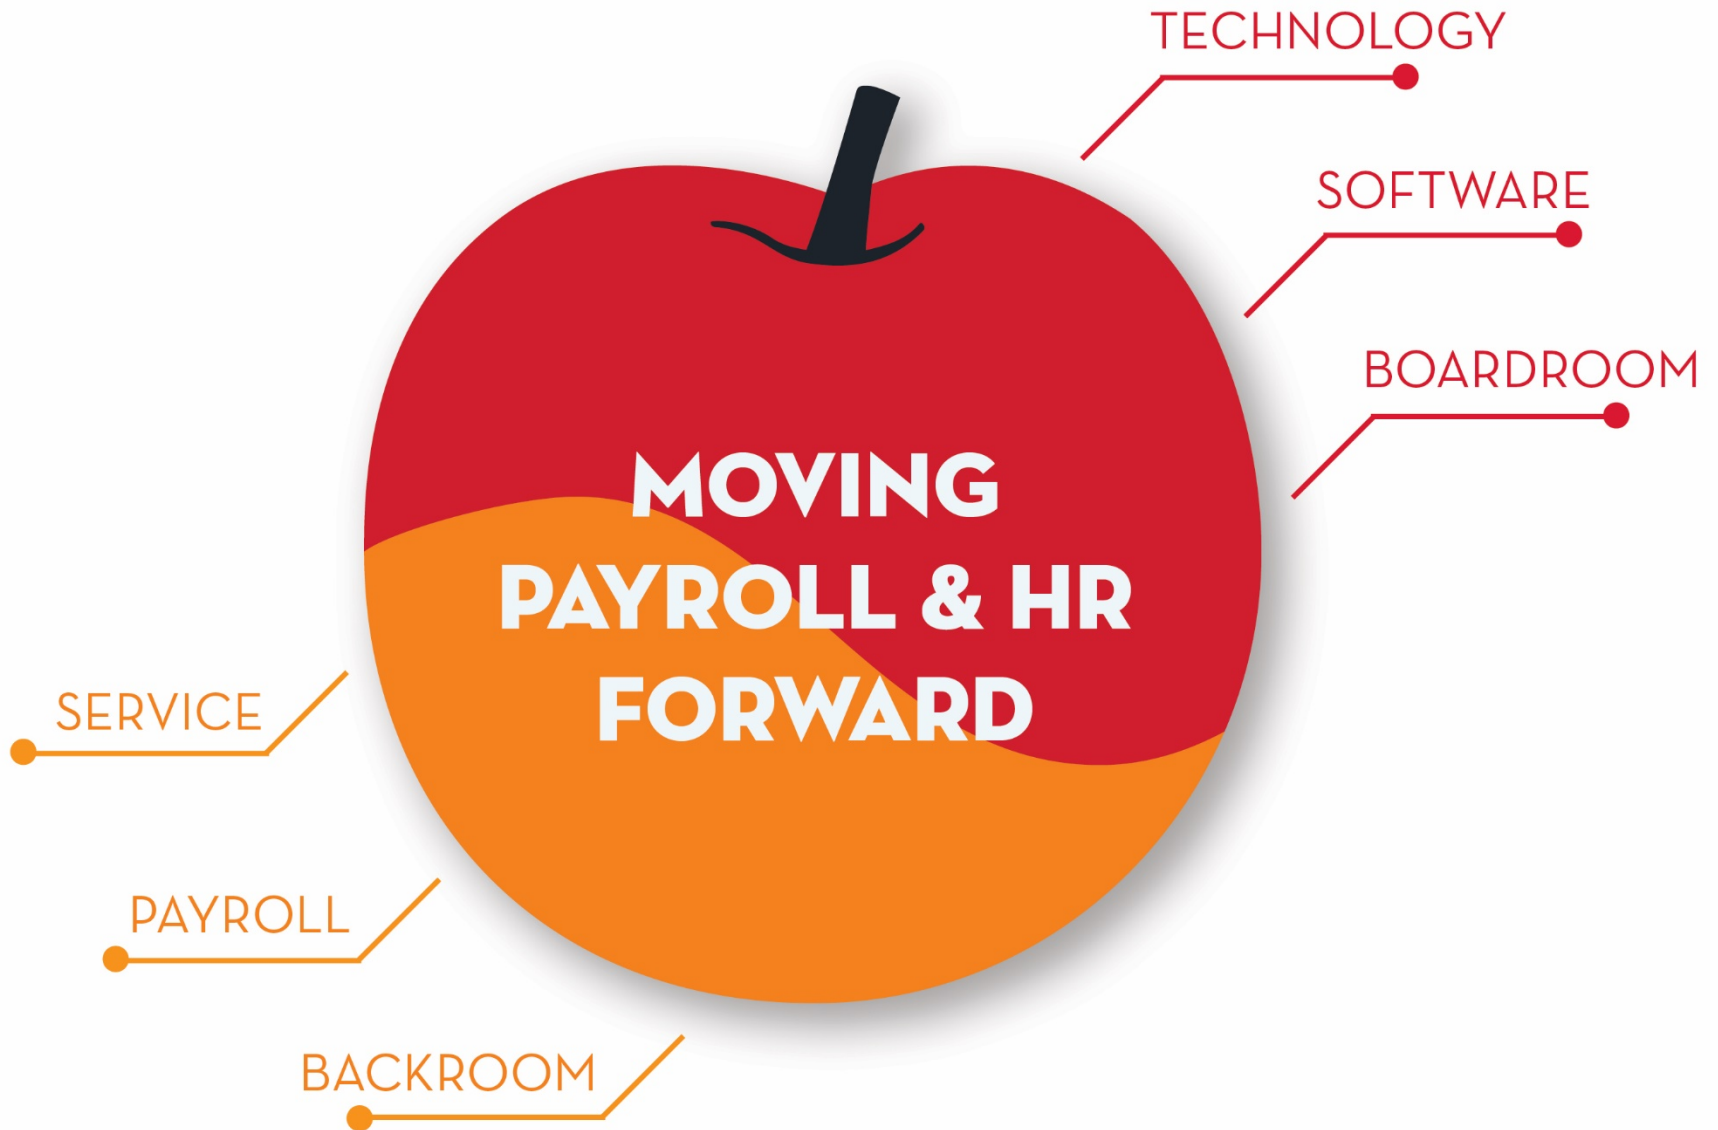 TECHNOLOGY
SOFTWARE
BOARDROOM
MOVING
PAYROLL & HR
FORWARD
SERVICE
PAYROLL
BACKROOM